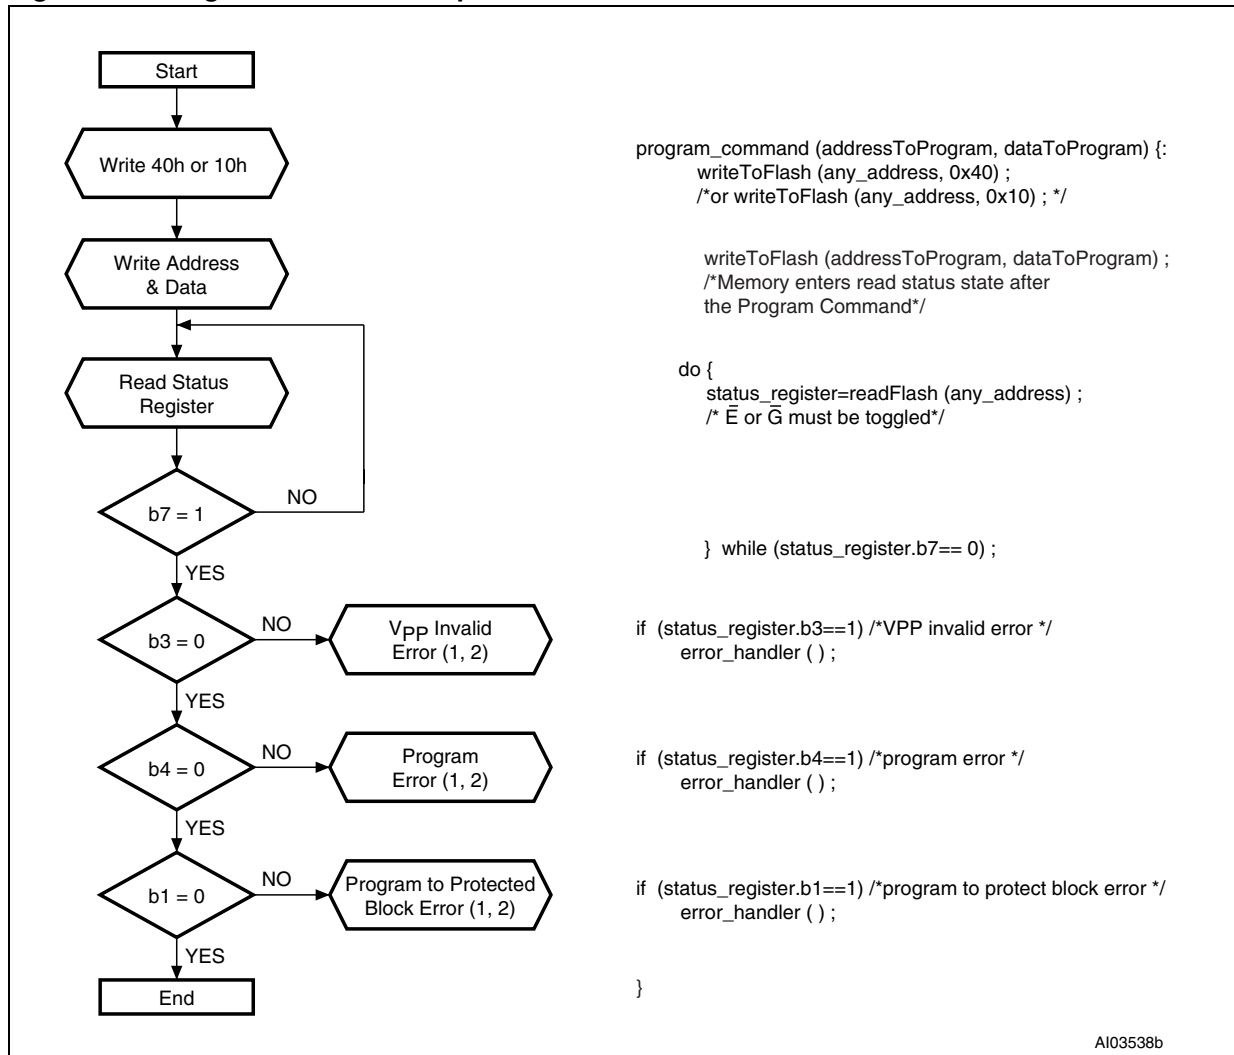 Start
Write 40h or 10h
Write Address
& Data
Read Status
Register
b7 = 1
NO
YES
b3 = 0
NO
VPP Invalid
Error (1, 2)
YES
b4 = 0
NO
Program
Error (1, 2)
YES
b1 = 0
NO
Program to Protected
Block Error (1, 2)
YES
End
program_command (addressToProgram, dataToProgram) {:
writeToFlash (any_address, 0x40) ;
/*or writeToFlash (any_address, 0x10) ; */
writeToFlash (addressToProgram, dataToProgram) ;
/*Memory enters read status state after
the Program Command*/
do {
status_register=readFlash (any_address) ;
/* E̅ or G̅ must be toggled*/
} while (status_register.b7== 0) ;
if (status_register.b3==1) /*VPP invalid error */
error_handler ( ) ;
if (status_register.b4==1) /*program error */
error_handler ( ) ;
if (status_register.b1==1) /*program to protect block error */
error_handler ( ) ;
}
AI03538b